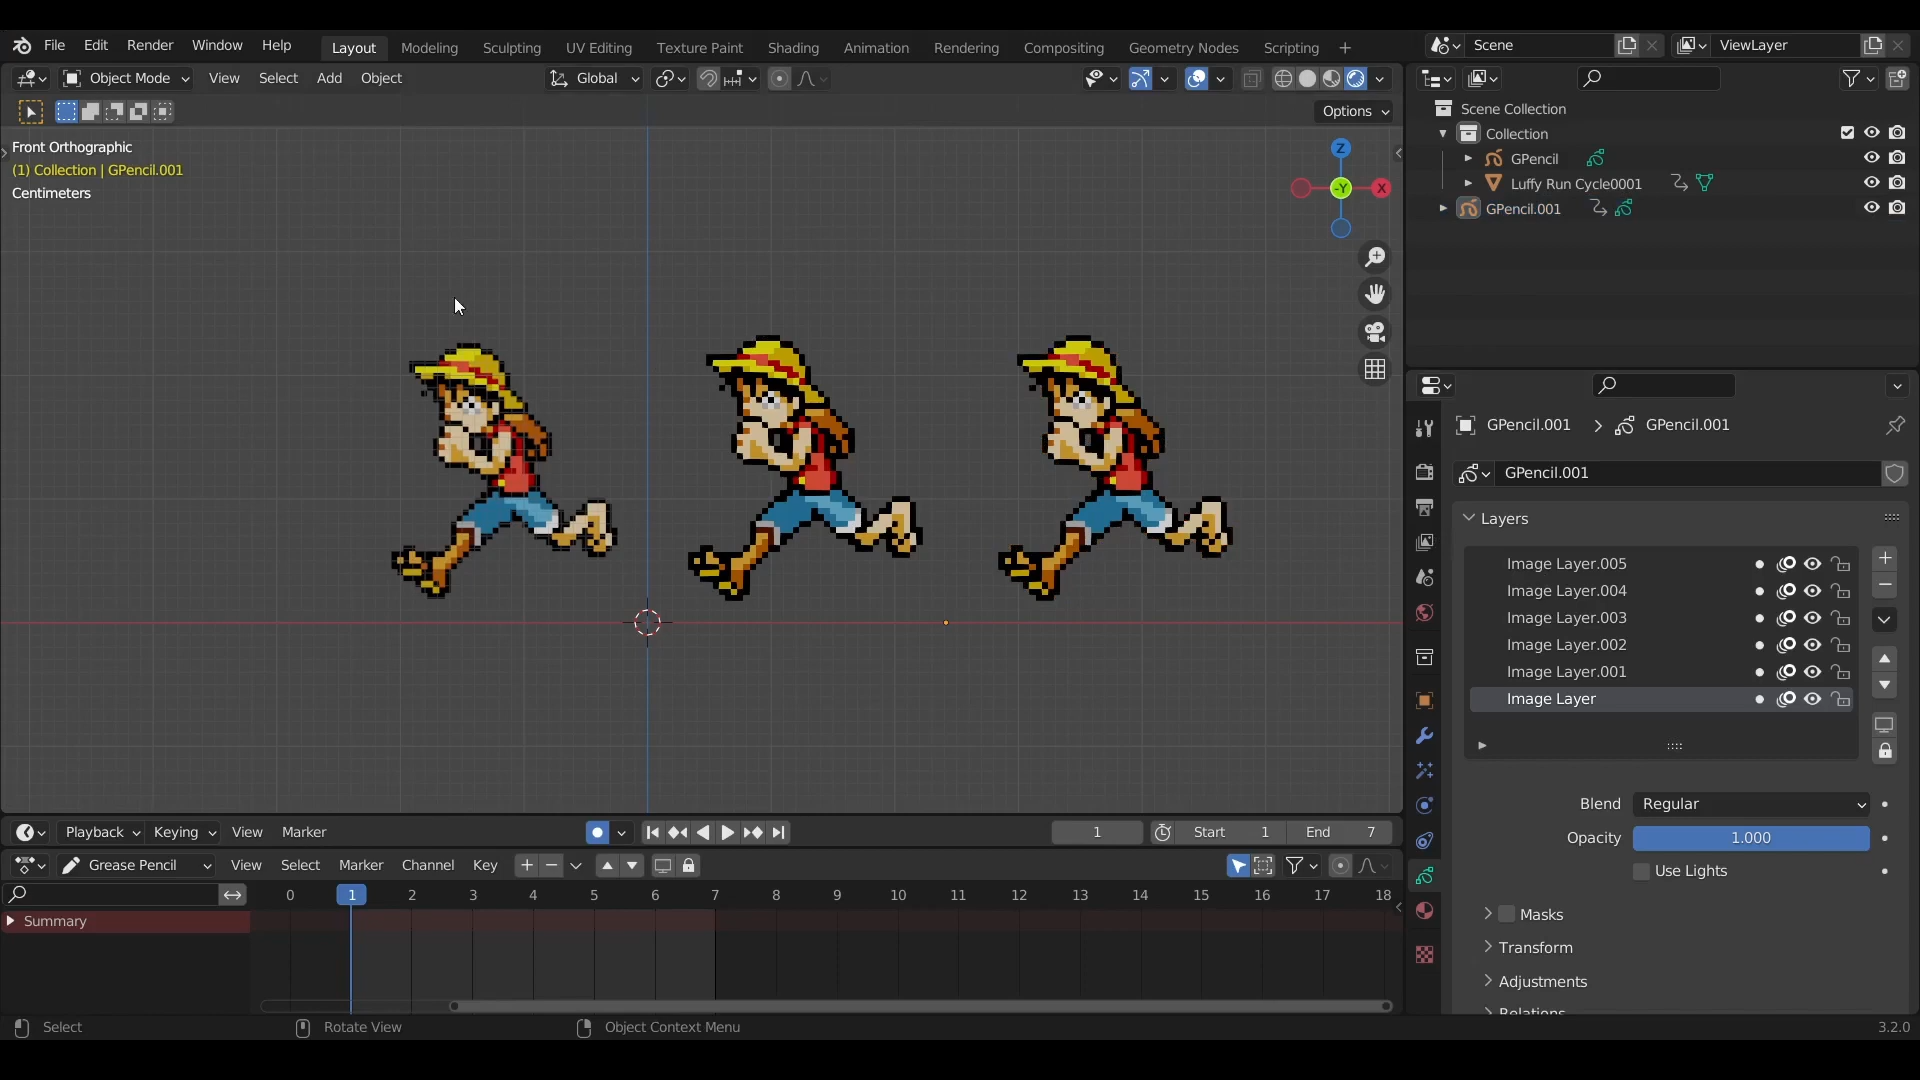 File Edit Render Window Help Layout Modeling Sculpting UV Editing Texture Paint Shading Animation Rendering Compositing Geometry Nodes Scripting + Scene ViewLayer
Object Mode View Select Add Object Global
Options
Front Orthographic
(1) Collection | GPencil.001
Centimeters
Z
-Y X
Scene Collection
Collection
GPencil
Luffy Run Cycle0001
GPencil.001
GPencil.001 GPencil.001
GPencil.001
Layers
Image Layer.005
Image Layer.004
Image Layer.003
Image Layer.002
Image Layer.001
Image Layer
Blend Regular
Opacity 1.000
Use Lights
Masks
Transform
Adjustments
Relations
Playback Keying View Marker 1 Start 1 End 7
Grease Pencil View Select Marker Channel Key
0 1 2 3 4 5 6 7 8 9 10 11 12 13 14 15 16 17 18
Summary
Select Rotate View Object Context Menu 3.2.0